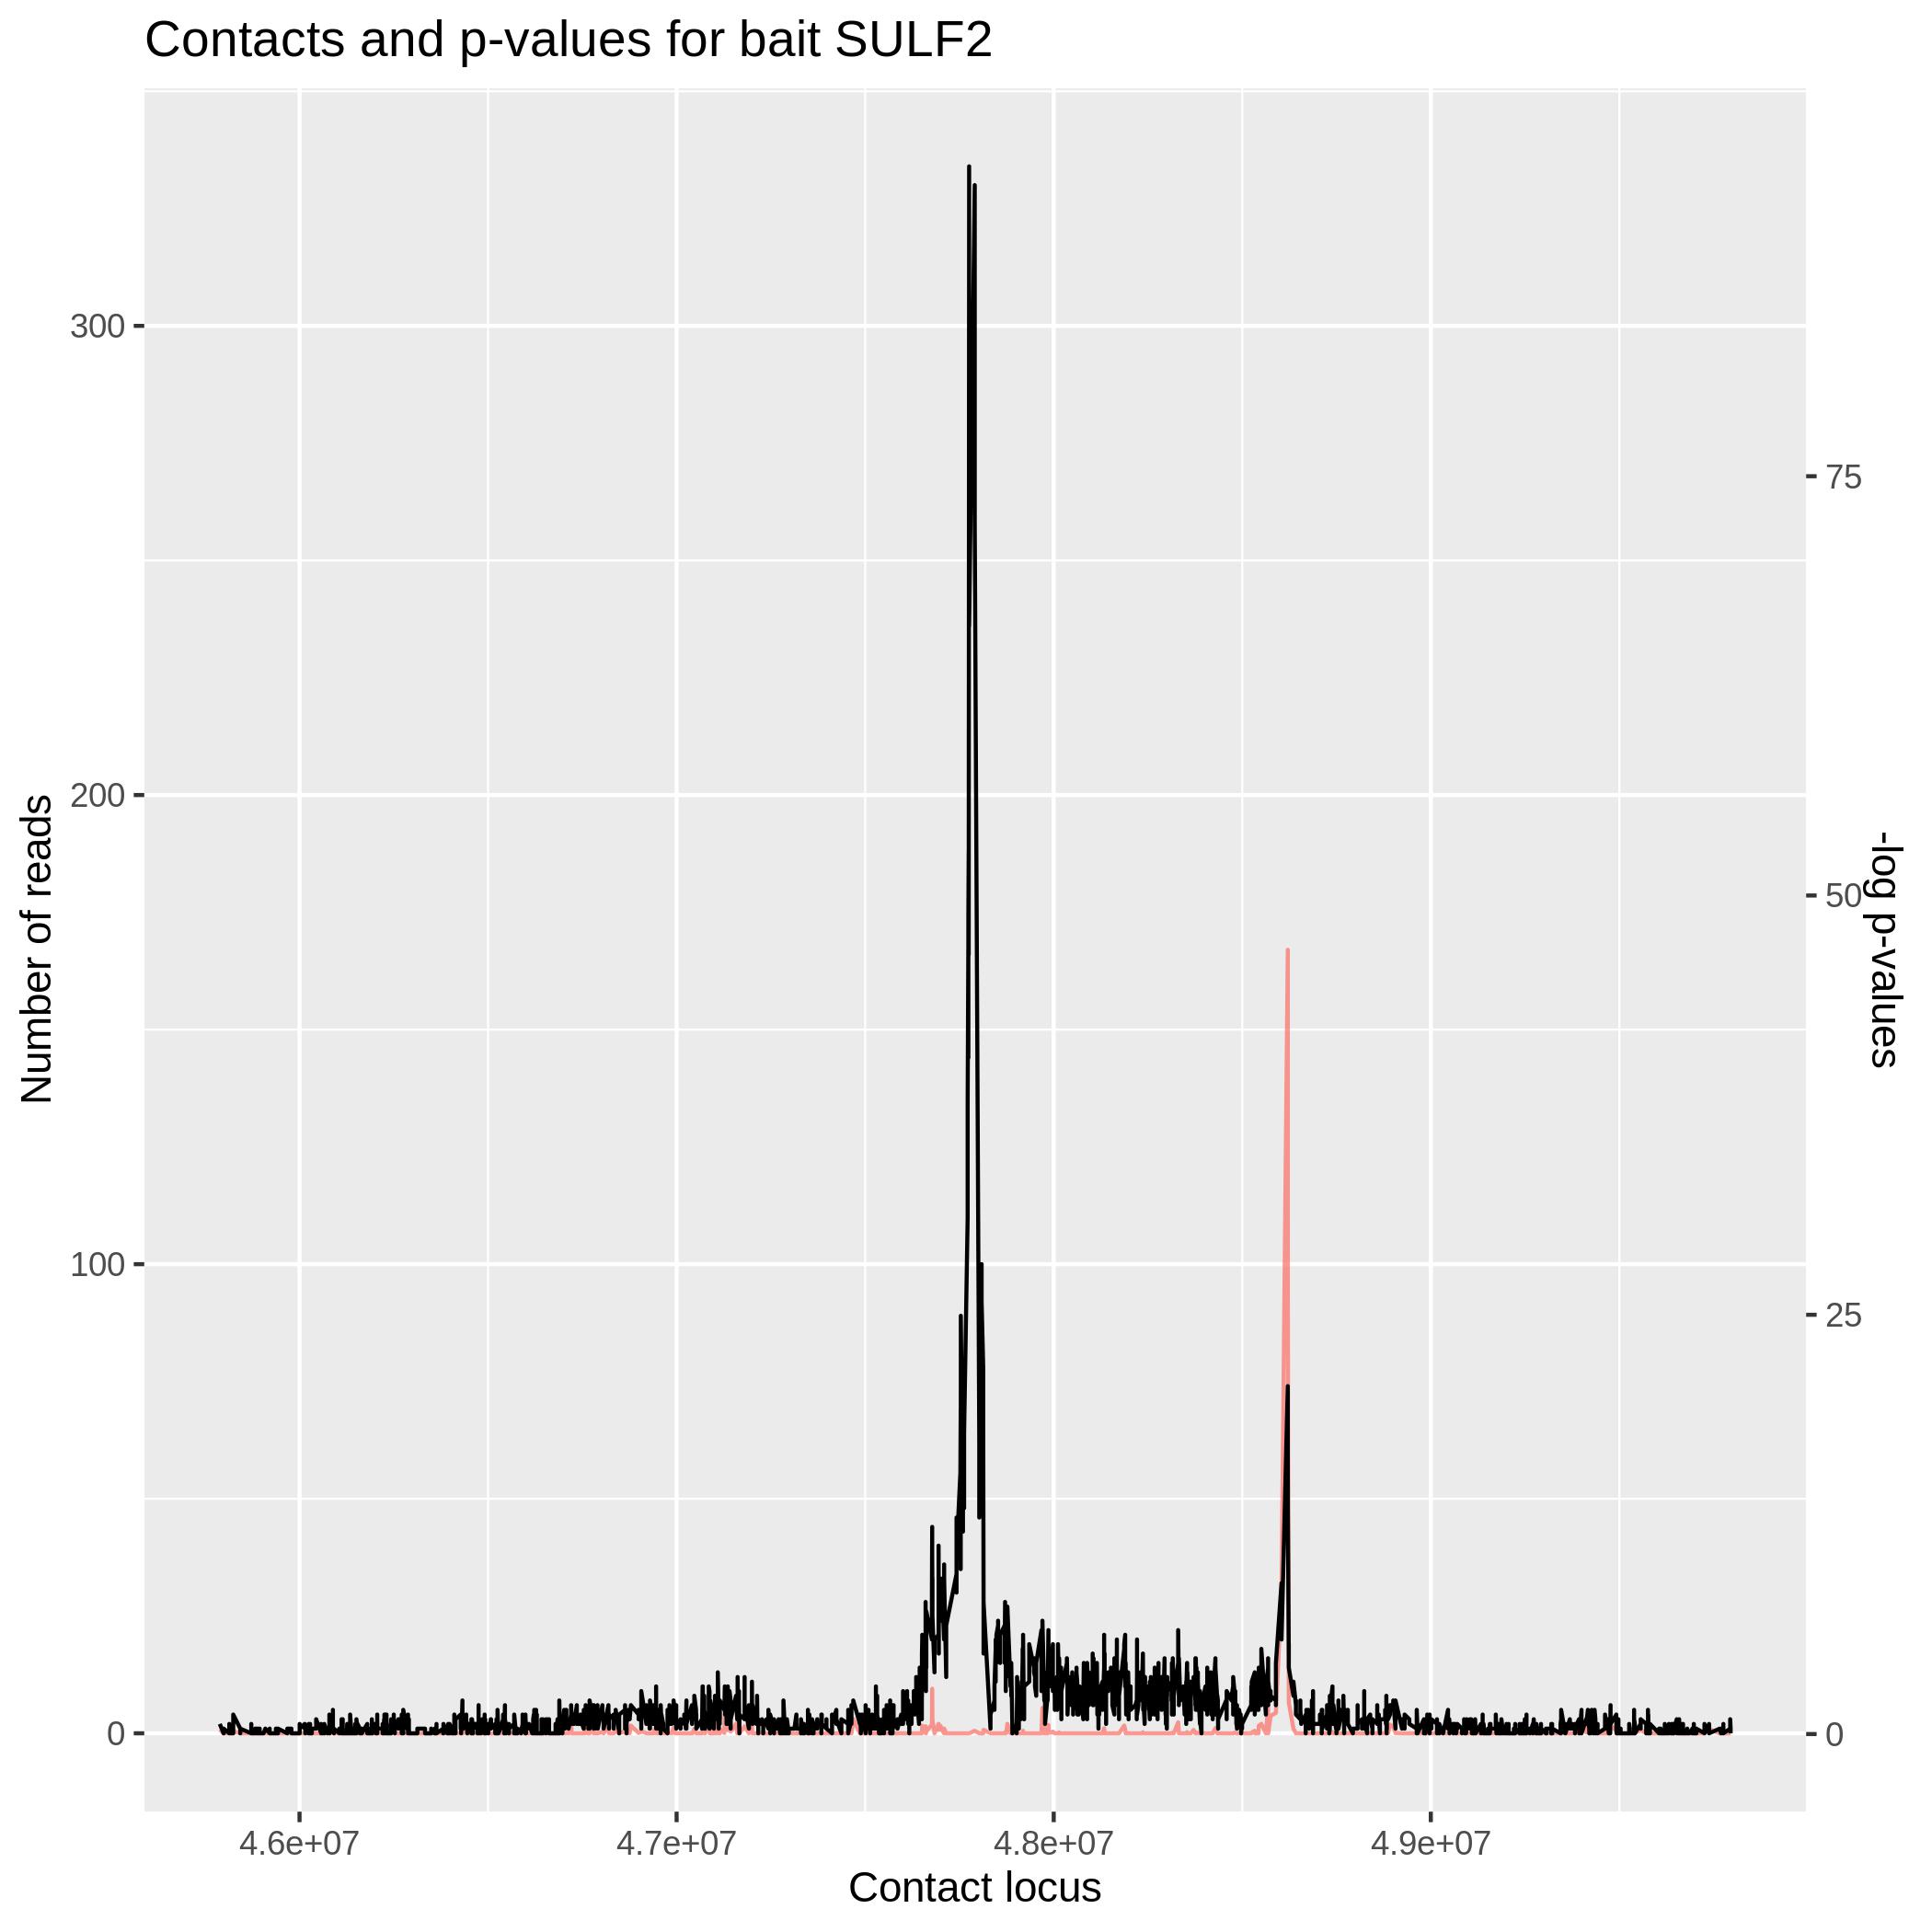 Contacts and p-values for bait SULF2
Number of reads
300
200
100
0
75
50
25
0
-log p-values
4.6e+07 4.7e+07 4.8e+07 4.9e+07
Contact locus